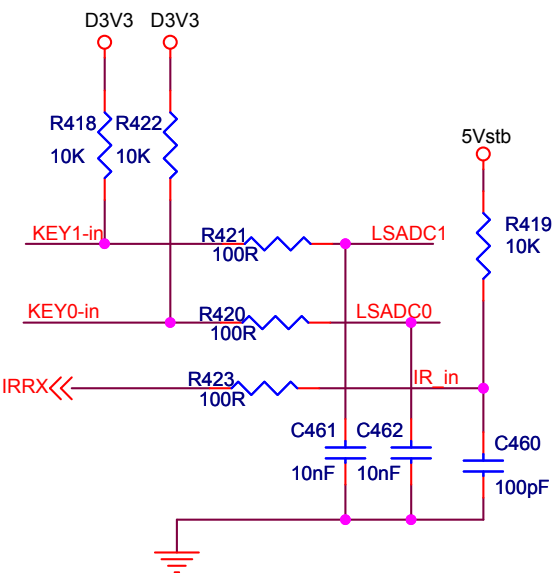 D3V3 D3V3
R418 R422
10K 10K
5Vstb
R419
10K
KEY1-in R421 LSADC1
100R
KEY0-in R420 LSADC0
100R
IRRX R423 IR_in
100R
C461 C462 C460
10nF 10nF 100pF